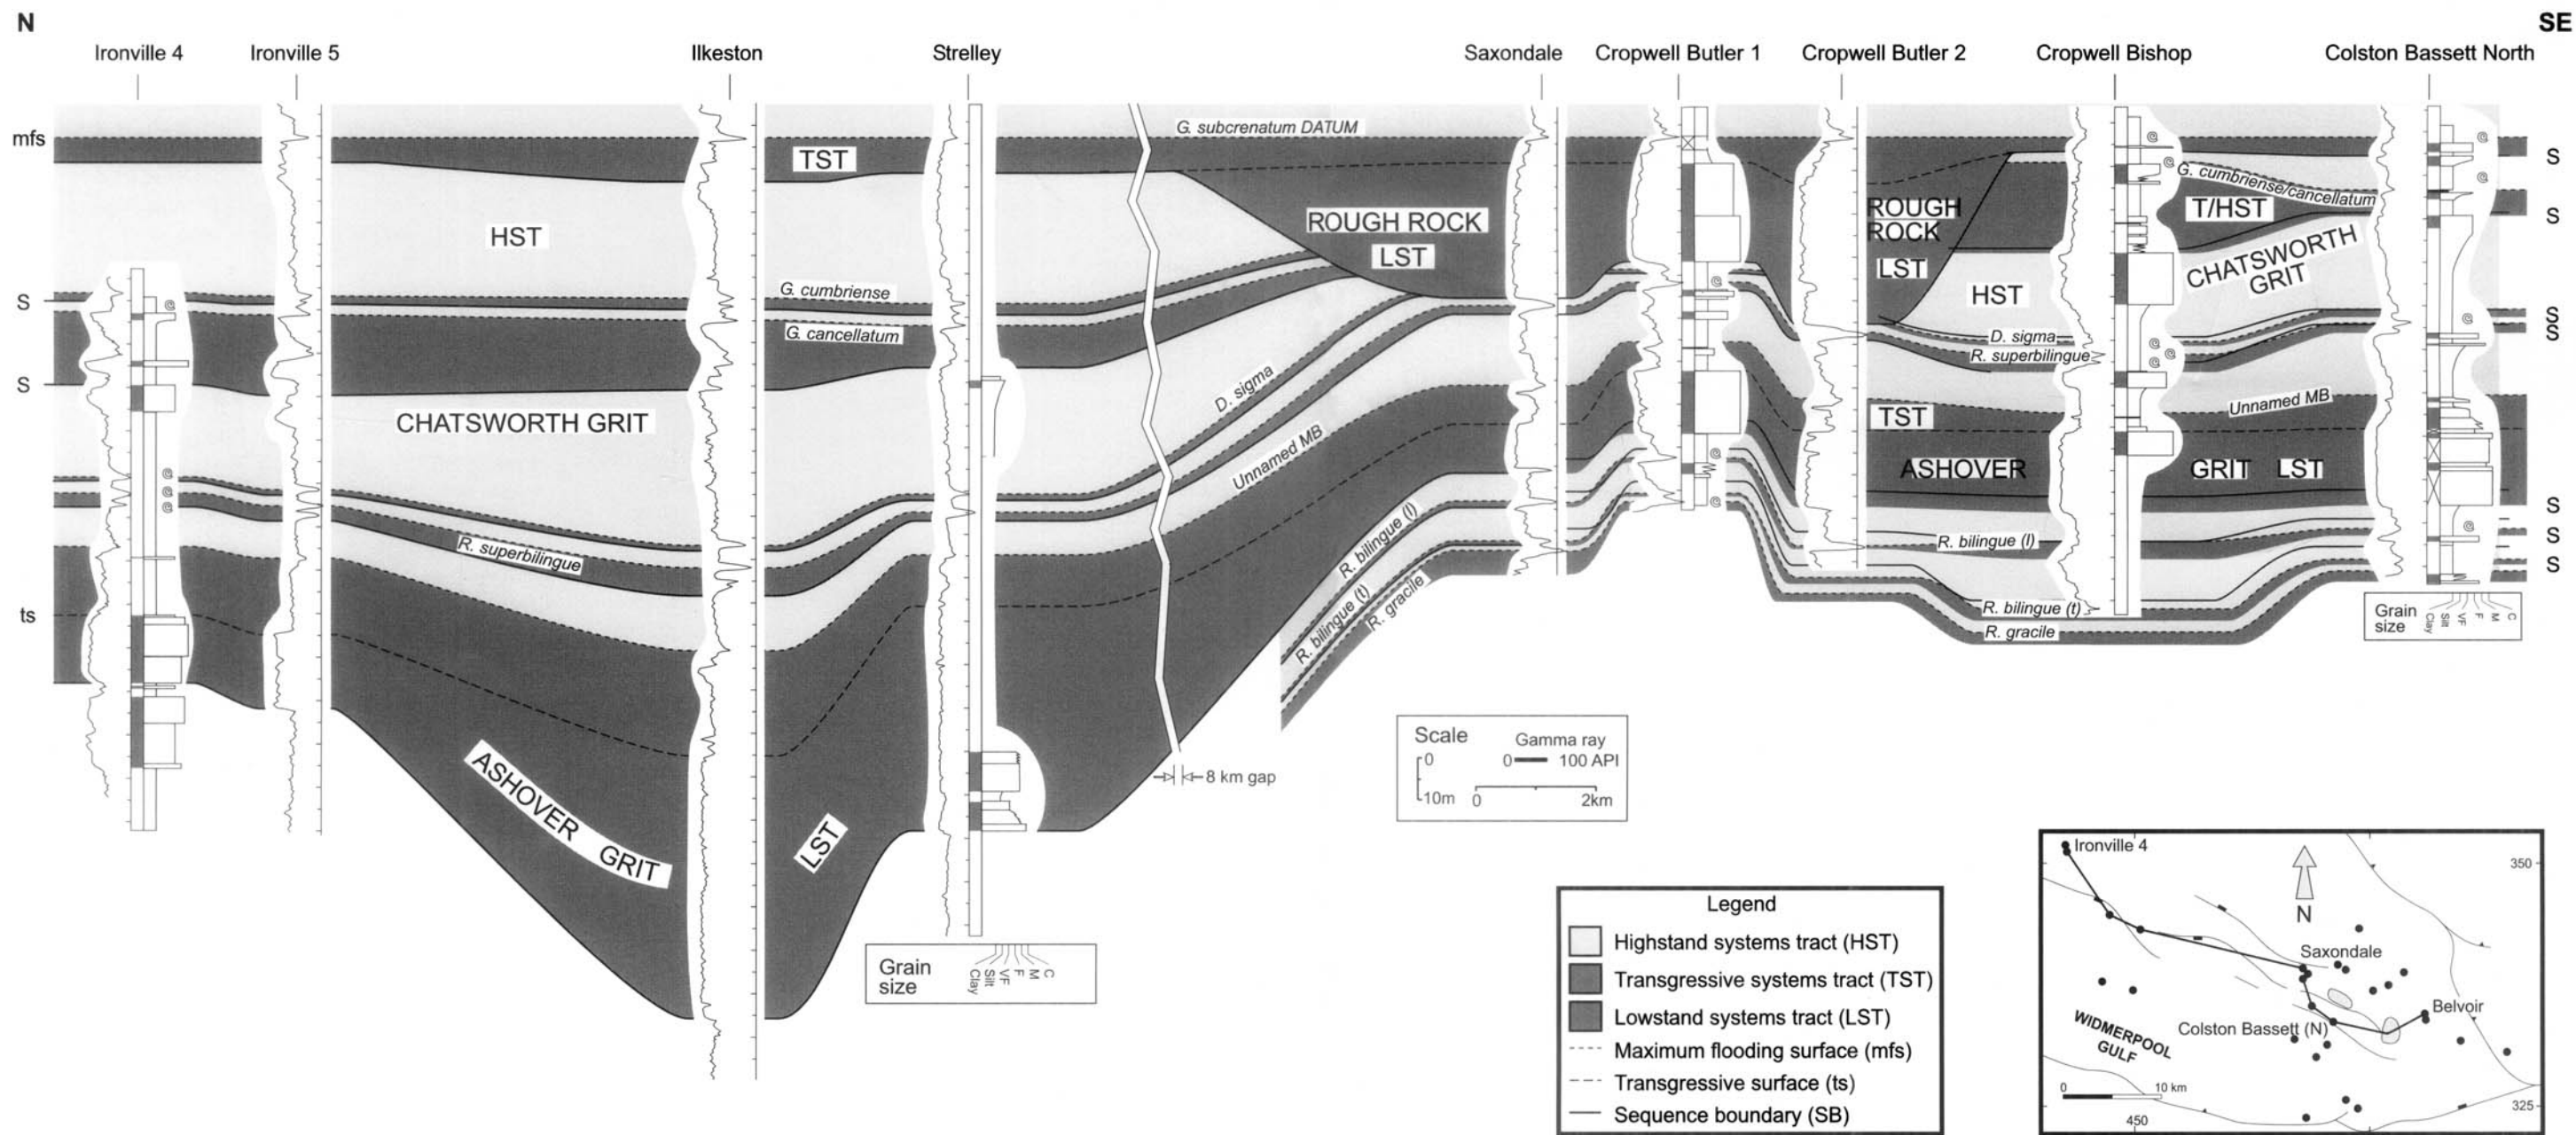 N
SE
Ironville 4
Ironville 5
Ilkeston
Strelley
Saxondale
Cropwell Butler 1
Cropwell Butler 2
Cropwell Bishop
Colston Bassett North
mfs
G. subcrenatum DATUM
TST
S
HST
ROUGH ROCK
LST
ROUGH
ROCK
LST
G. cumbriense/cancellatum
T/HST
S
CHATSWORTH
GRIT
HST
S
G. cumbriense
G. cancellatum
S
S
D. sigma
R. superbilingue
S
CHATSWORTH GRIT
D. sigma
Unnamed MB
Unnamed MB
TST
ASHOVER
GRIT LST
R. superbilingue
R. bilingue (l)
R. bilingue (t)
R. gracile
S
R. bilingue (l)
S
S
R. bilingue (t)
R. gracile
ts
ASHOVER GRIT
LST
8 km gap
Grain
size
Clay
Silt
VF
F
M
C
Scale
0
10m
Gamma ray
0 100 API
0 2km
Grain
size
Clay
Silt
VF
F
M
C
Legend
Highstand systems tract (HST)
Transgressive systems tract (TST)
Lowstand systems tract (LST)
Maximum flooding surface (mfs)
Transgressive surface (ts)
Sequence boundary (SB)
Ironville 4
350
N
Saxondale
Belvoir
Colston Bassett (N)
WIDMERPOOL
GULF
0 10 km
450
325